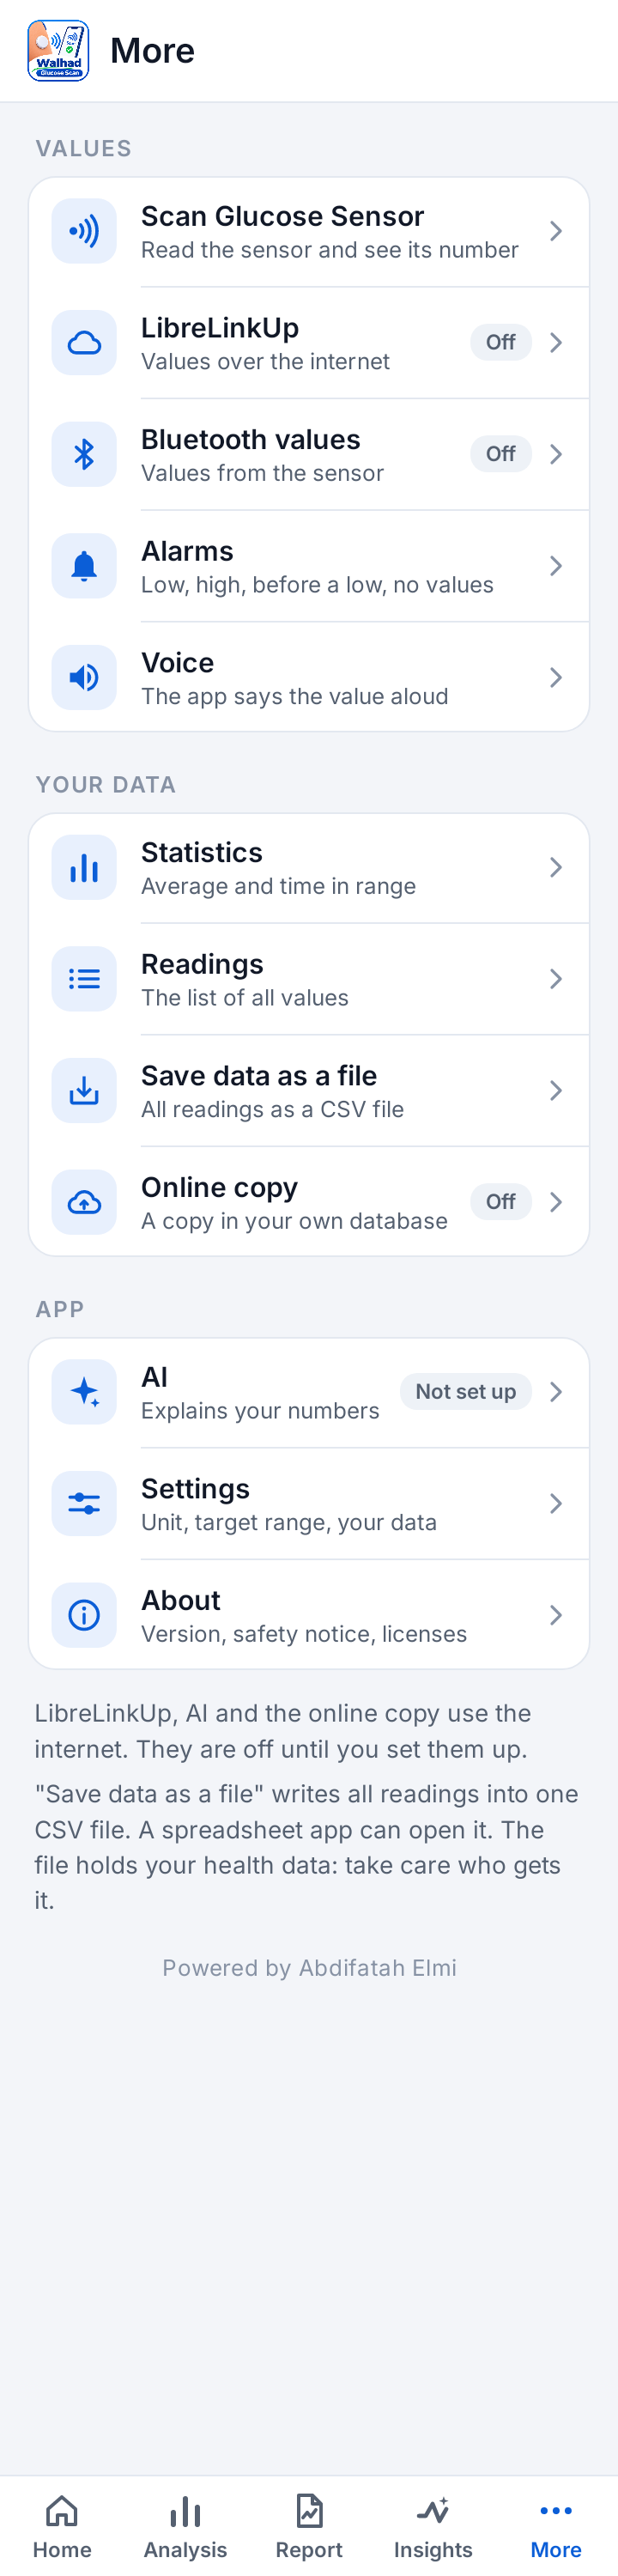 Walhad
Glucose Scan
More
VALUES
Scan Glucose Sensor
Read the sensor and see its number
LibreLinkUp
Values over the internet
Off
Bluetooth values
Values from the sensor
Off
Alarms
Low, high, before a low, no values
Voice
The app says the value aloud
YOUR DATA
Statistics
Average and time in range
Readings
The list of all values
Save data as a file
All readings as a CSV file
Online copy
A copy in your own database
Off
APP
AI
Explains your numbers
Not set up
Settings
Unit, target range, your data
About
Version, safety notice, licenses
LibreLinkUp, AI and the online copy use the
internet. They are off until you set them up.
"Save data as a file" writes all readings into one
CSV file. A spreadsheet app can open it. The
file holds your health data: take care who gets
it.
Powered by Abdifatah Elmi
Home
Analysis
Report
Insights
More